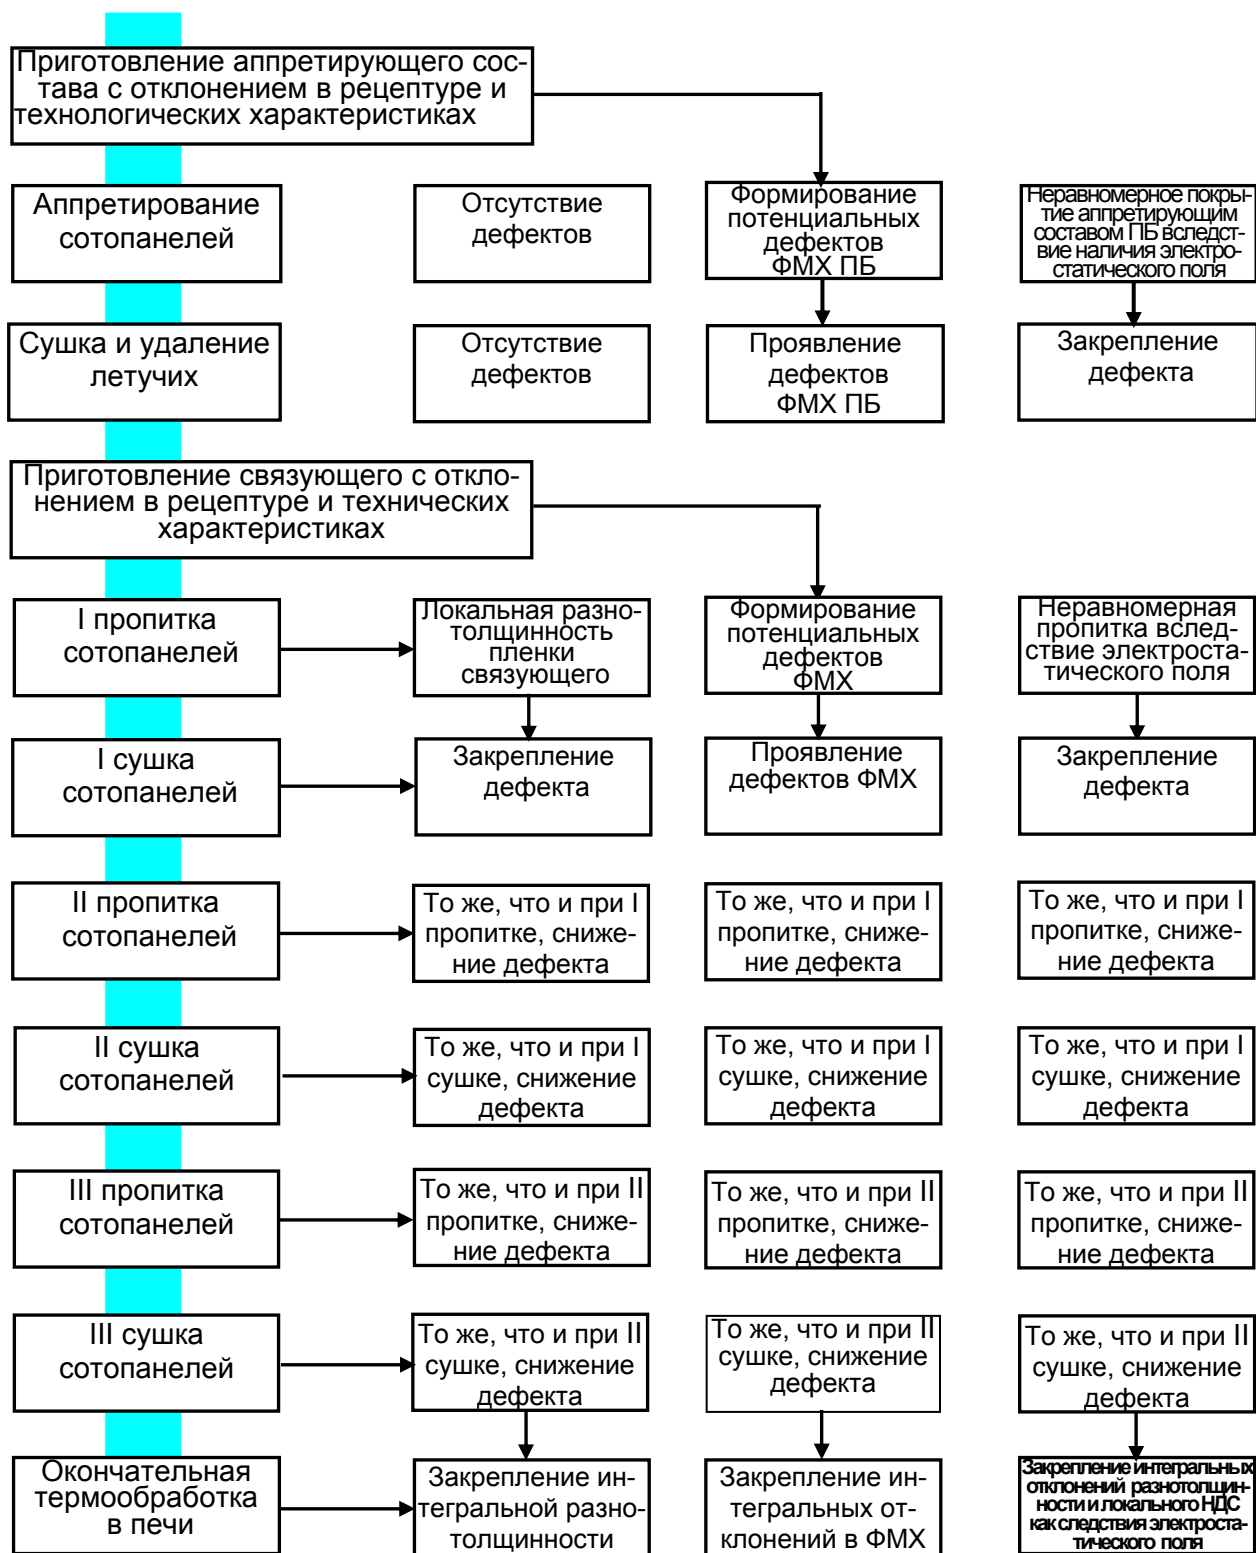 Приготовление аппретирующего сос-
тава с отклонением в рецептуре и
технологических характеристиках
Аппретирование
сотопанелей
Отсутствие
дефектов
Формирование
потенциальных
дефектов
ФМХ ПБ
Неравномерное покры-
тие аппретирующим
составом ПБ вследст-
вие наличия электро-
статического поля
Сушка и удаление
летучих
Отсутствие
дефектов
Проявление
дефектов
ФМХ ПБ
Закрепление
дефекта
Приготовление связующего с откло-
нением в рецептуре и технических
характеристиках
I пропитка
сотопанелей
Локальная разно-
толщинность
пленки
связующего
Формирование
потенциальных
дефектов
ФМХ
Неравномерная
пропитка вслед-
ствие электроста-
тического поля
I сушка
сотопанелей
Закрепление
дефекта
Проявление
дефектов ФМХ
Закрепление
дефекта
II пропитка
сотопанелей
То же, что и при I
пропитке, сниже-
ние дефекта
То же, что и при I
пропитке, сниже-
ние дефекта
То же, что и при I
пропитке, сниже-
ние дефекта
II сушка
сотопанелей
То же, что и при I
сушке, снижение
дефекта
То же, что и при I
сушке, снижение
дефекта
То же, что и при I
сушке, снижение
дефекта
III пропитка
сотопанелей
То же, что и при II
пропитке, сниже-
ние дефекта
То же, что и при II
пропитке, сниже-
ние дефекта
То же, что и при II
пропитке, сниже-
ние дефекта
III сушка
сотопанелей
То же, что и при II
сушке, снижение
дефекта
То же, что и при II
сушке, снижение
дефекта
То же, что и при II
сушке, снижение
дефекта
Окончательная
термообработка
в печи
Закрепление ин-
тегральной разно-
толщинности
Закрепление ин-
тегральных от-
клонений в ФМХ
Закрепление интегральных
отклонений разнотолщин-
ности и локального НДС
как следствия электроста-
тического поля